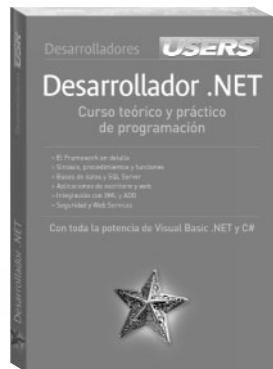 Desarrolladores USERS
Desarrollador .NET
Curso teórico y práctico
de programación
> El Framework en detalle
> Sintaxis, procedimientos y funciones
> Bases de datos y SQL Server
> Aplicaciones de escritorio y web
> Integración con XML y ADO
> Seguridad y Web Services
Con toda la potencia de Visual Basic .NET y C#
Desarrolladores USR
Desarrollador .NET